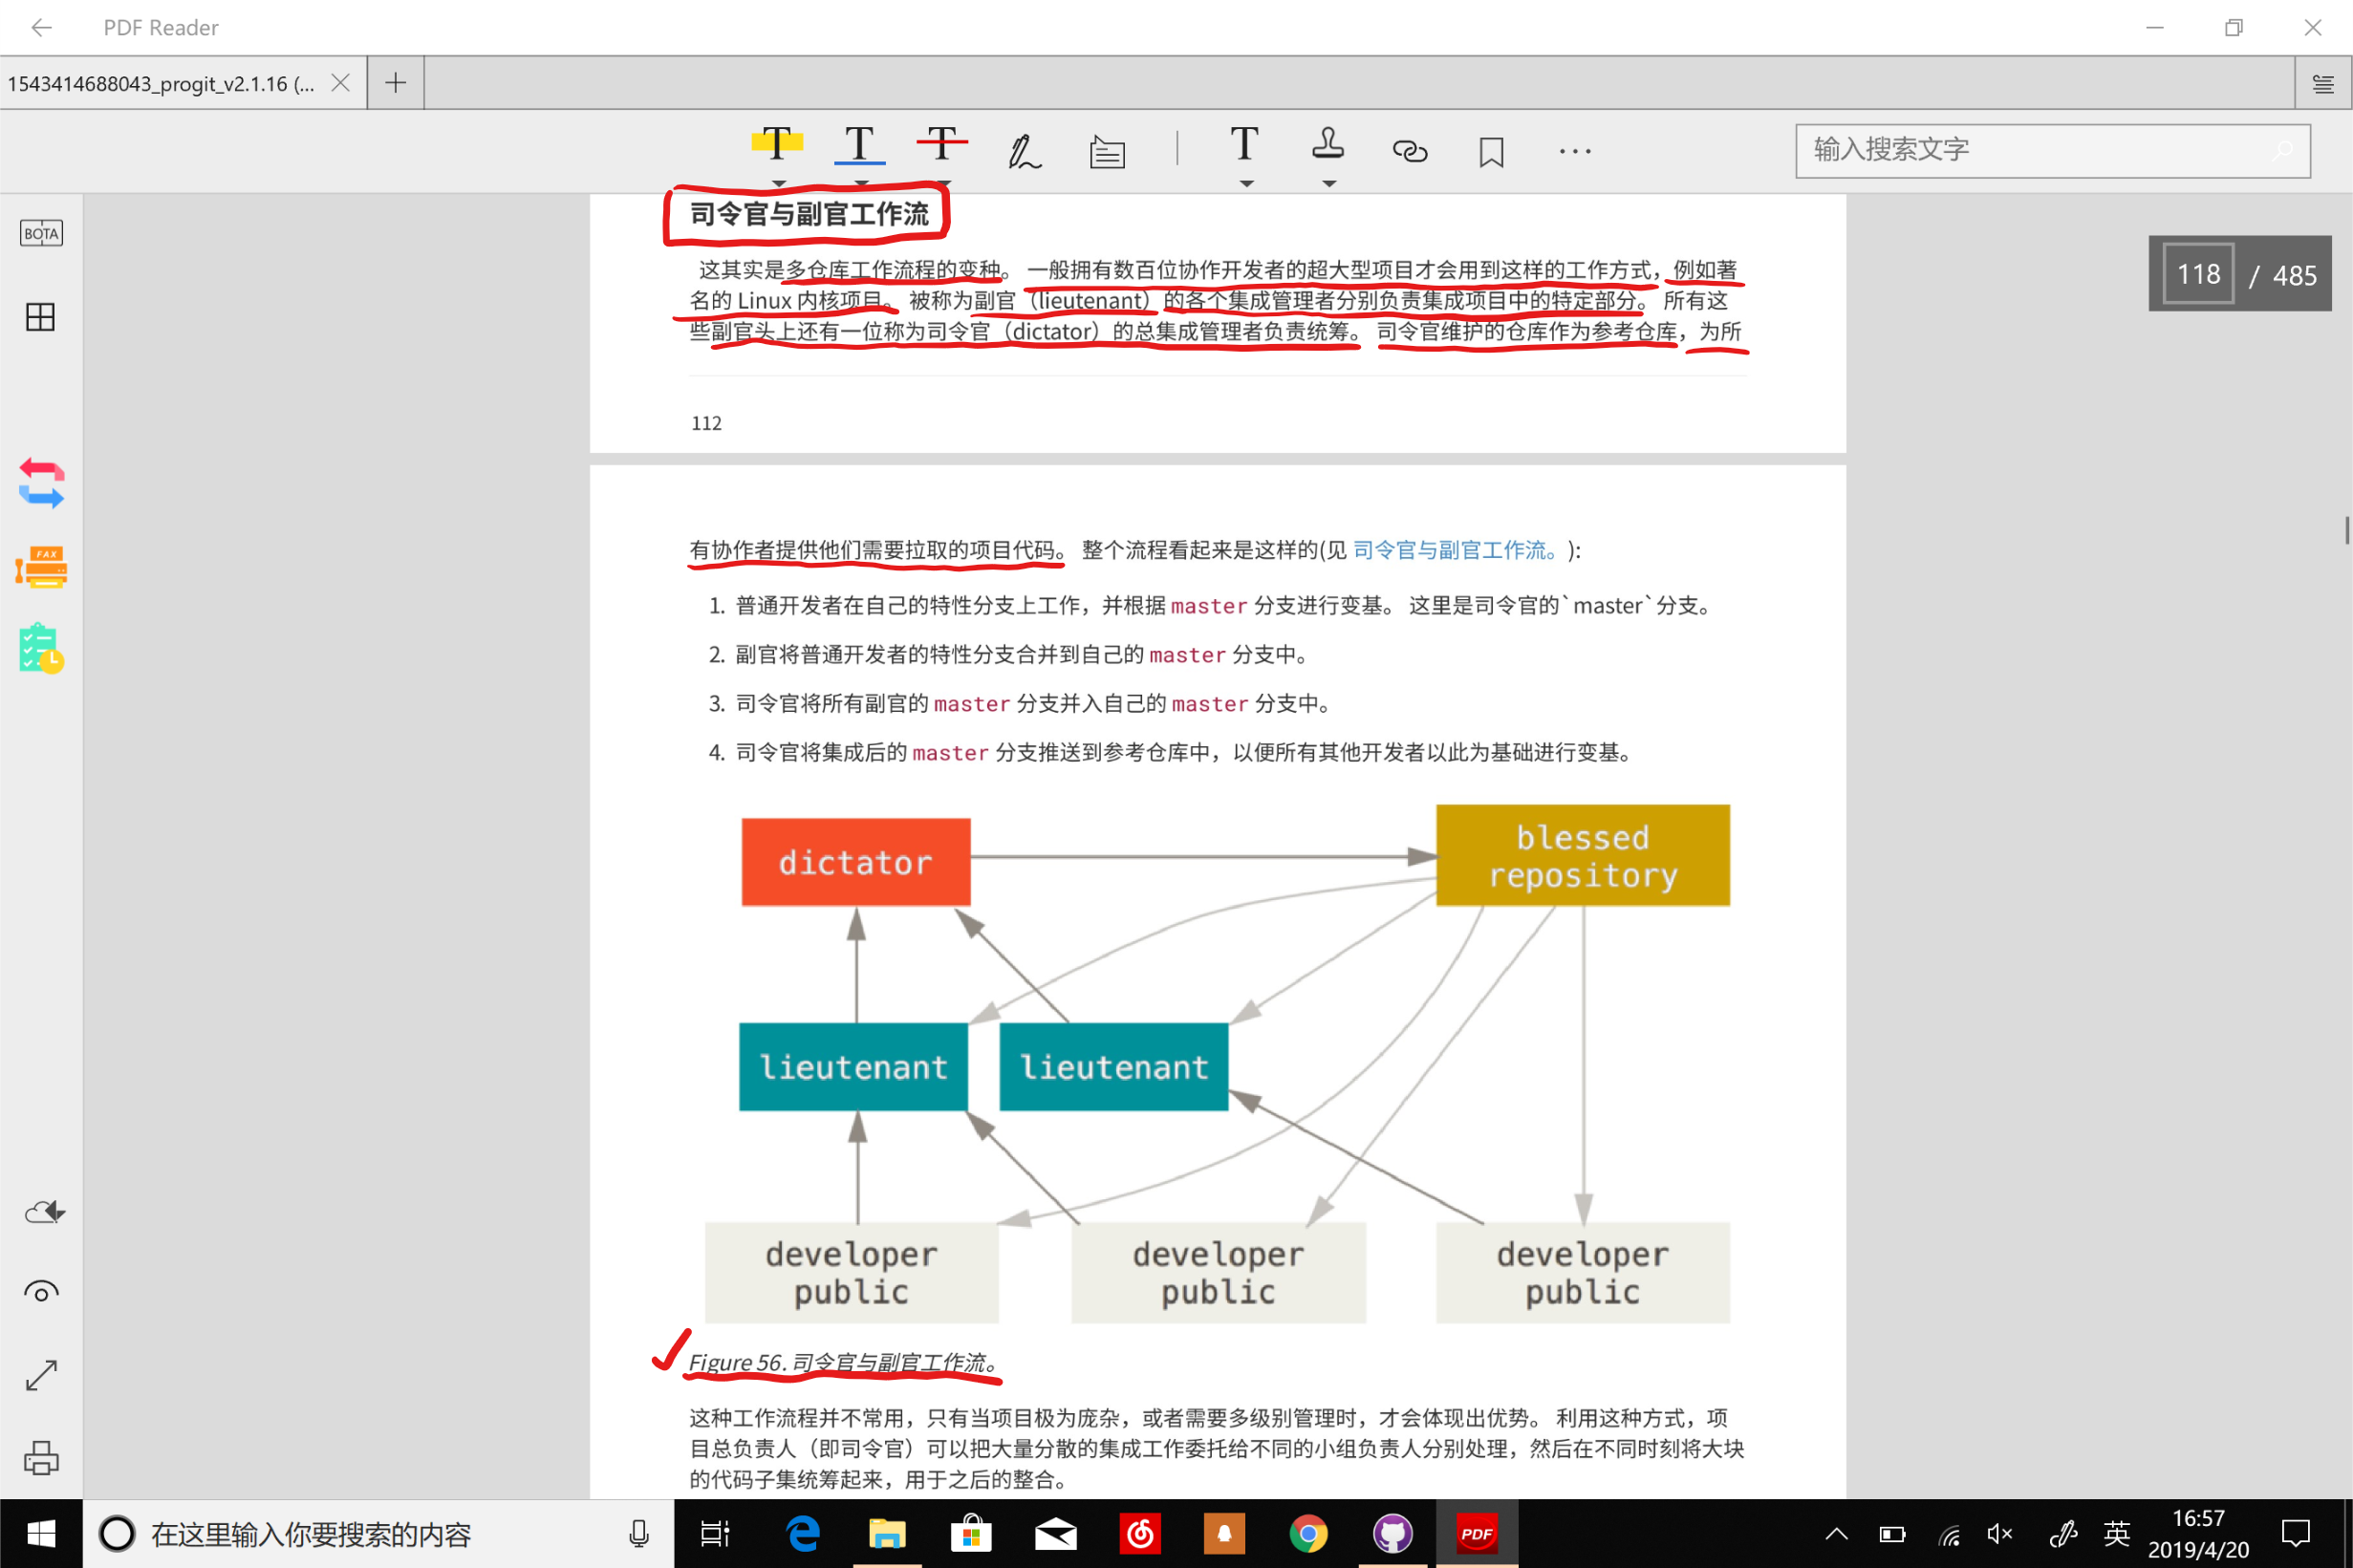 PDF Reader
1543414688043_progit_v2.1.16 (...
输入搜索文字
BOTA
118 / 485
FAX
司令官与副官工作流
这其实是多仓库工作流程的变种。 一般拥有数百位协作开发者的超大型项目才会用到这样的工作方式，例如著
名的 Linux 内核项目。 被称为副官（lieutenant）的各个集成管理者分别负责集成项目中的特定部分。 所有这
些副官头上还有一位称为司令官（dictator）的总集成管理者负责统筹。 司令官维护的仓库作为参考仓库，为所
112
有协作者提供他们需要拉取的项目代码。 整个流程看起来是这样的(见 司令官与副官工作流。):
1. 普通开发者在自己的特性分支上工作，并根据 master 分支进行变基。 这里是司令官的`master`分支。
2. 副官将普通开发者的特性分支合并到自己的 master 分支中。
3. 司令官将所有副官的 master 分支并入自己的 master 分支中。
4. 司令官将集成后的 master 分支推送到参考仓库中，以便所有其他开发者以此为基础进行变基。
dictator
blessed
repository
lieutenant
lieutenant
developer
public
developer
public
developer
public
Figure 56. 司令官与副官工作流。
这种工作流程并不常用，只有当项目极为庞杂，或者需要多级别管理时，才会体现出优势。 利用这种方式，项
目总负责人（即司令官）可以把大量分散的集成工作委托给不同的小组负责人分别处理，然后在不同时刻将大块
的代码子集统筹起来，用于之后的整合。
在这里输入你要搜索的内容
PDF
英
16:57
2019/4/20